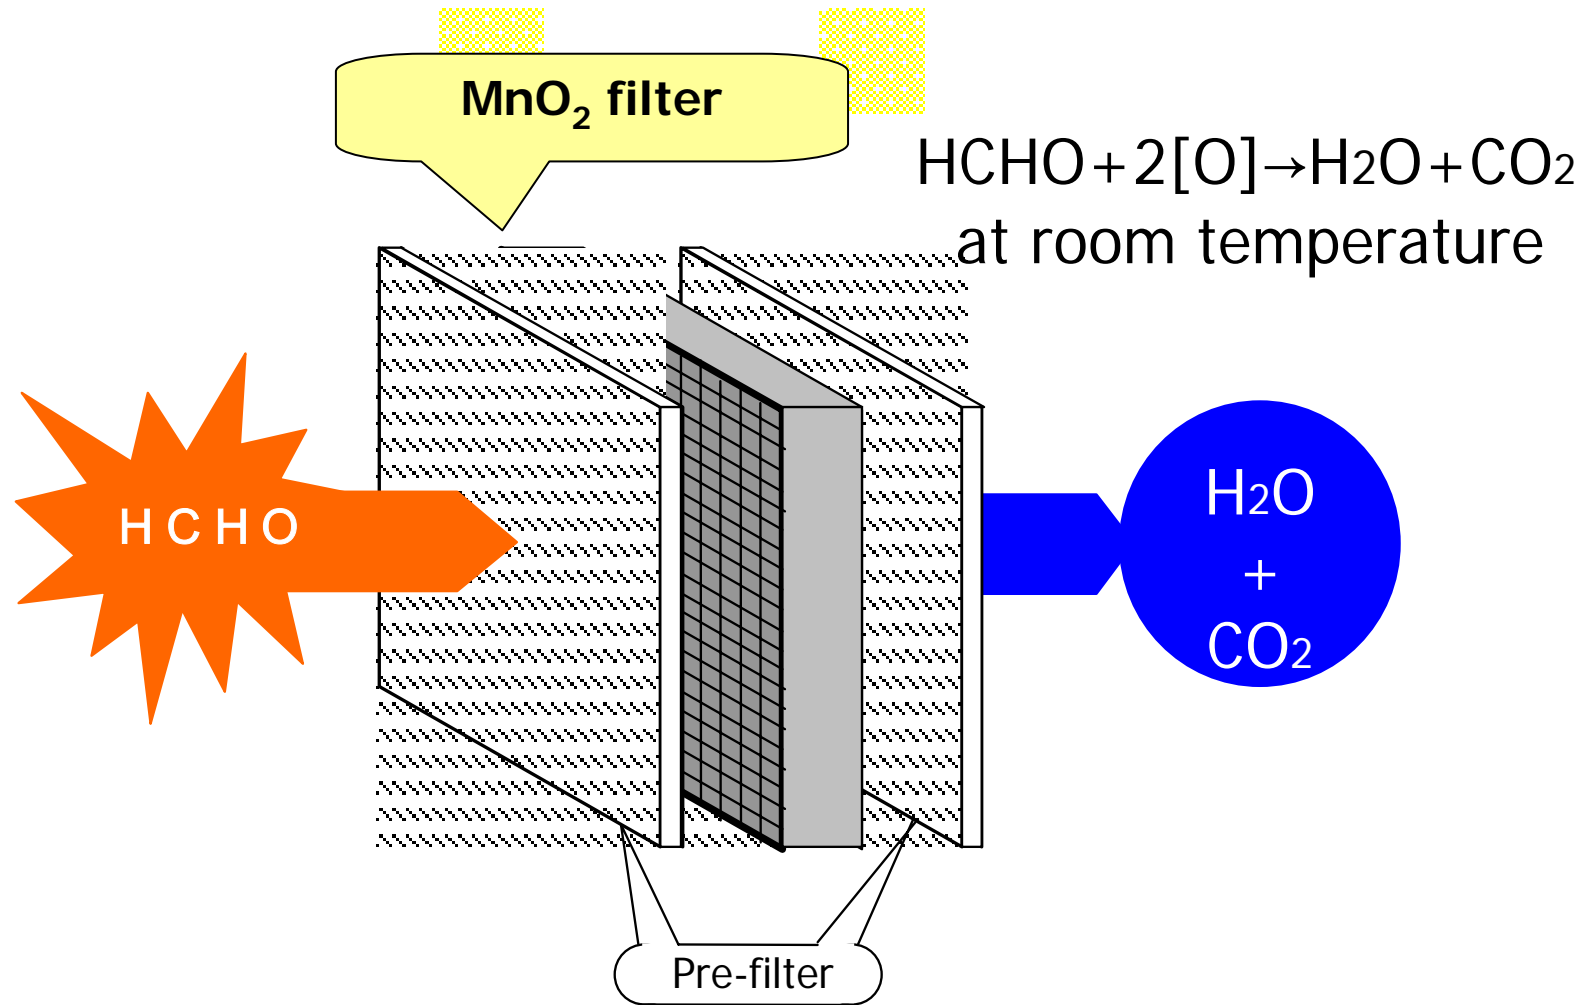 MnO₂ filter
HCHO+2[O]→H2O+CO2
at room temperature
HCHO
H2O
+
CO2
Pre-filter